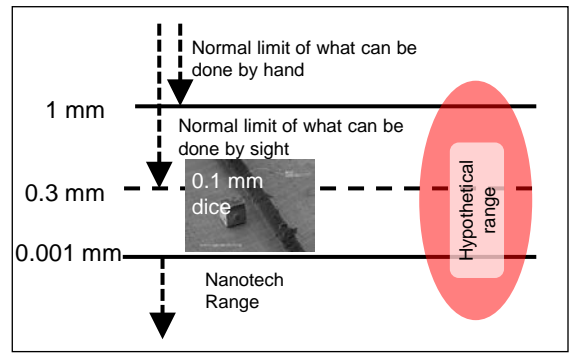 Normal limit of what can be
done by hand
1 mm
Normal limit of what can be
done by sight
0.1 mm
dice
0.3 mm
0.001 mm
Nanotech
Range
Hypothetical
range